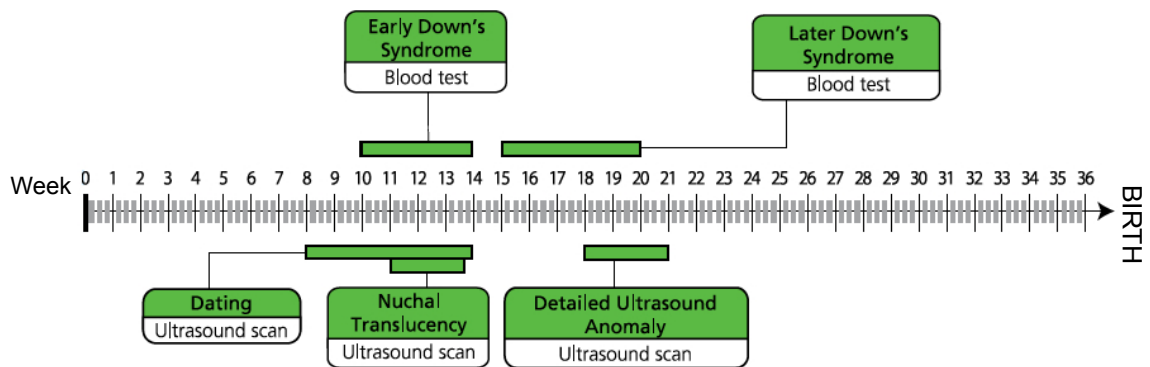 Early Down's
Syndrome
Blood test
Later Down's
Syndrome
Blood test
Week 0 1 2 3 4 5 6 7 8 9 10 11 12 13 14 15 16 17 18 19 20 21 22 23 24 25 26 27 28 29 30 31 32 33 34 35 36
BIRTH
Dating
Ultrasound scan
Nuchal
Translucency
Ultrasound scan
Detailed Ultrasound
Anomaly
Ultrasound scan